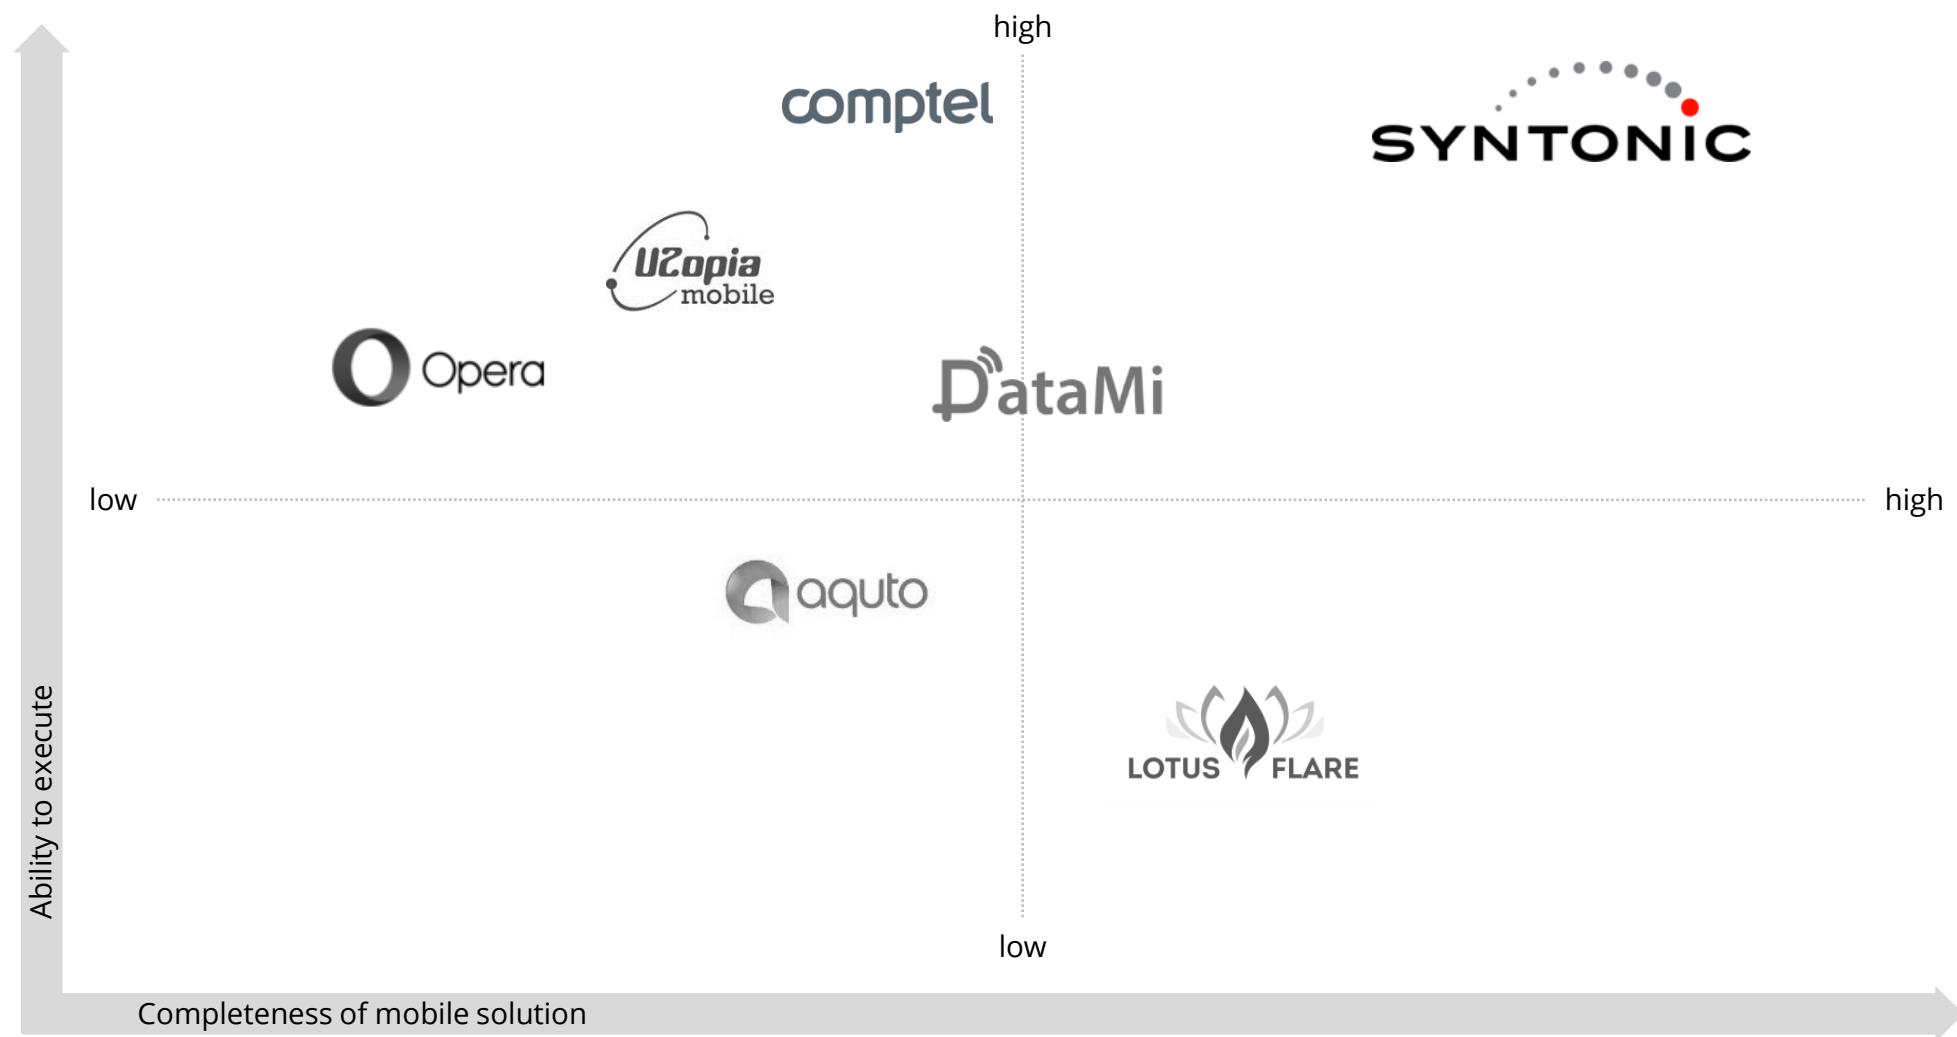 high
comptel
SYNTONIC
UZopia
mobile
Opera
DataMi
low
high
aquto
LOTUS FLARE
Ability to execute
low
Completeness of mobile solution